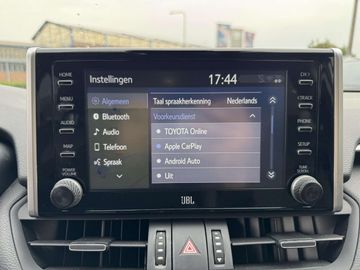 Instellingen 17:44
HOME
MENU
AUDIO
MAP
POWER
VOLUME
Algemeen
Bluetooth
Audio
Telefoon
Spraak
Taal spraakherkenning Nederlands
Voorkeursdienst
TOYOTA Online
Apple CarPlay
Android Auto
Uit
CH
TRACK
PHONE
SETUP
TUNE
SCROLL
JBL